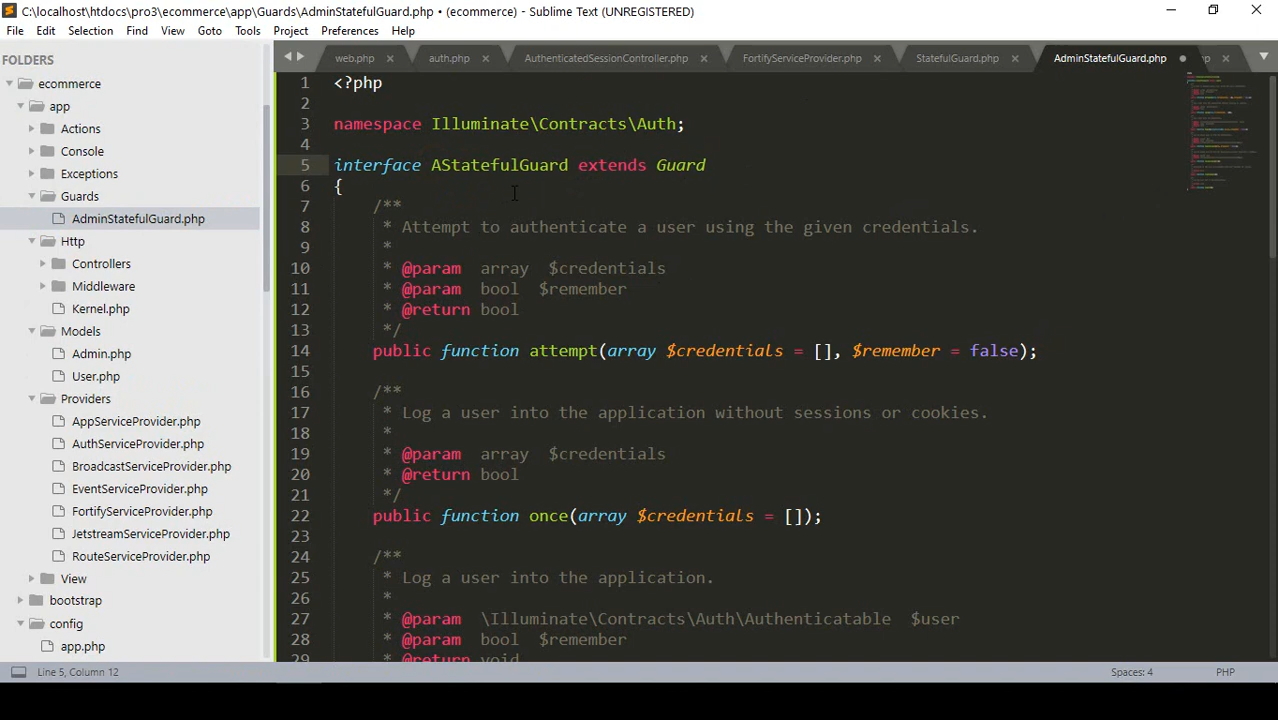 C:\localhost\htdocs\pro3\ecommerce\app\Guards\AdminStatefulGuard.php • (ecommerce) - Sublime Text (UNREGISTERED)
File Edit Selection Find View Goto Tools Project Preferences Help
FOLDERS
ecommerce
app
Actions
Console
Exceptions
Guards
AdminStatefulGuard.php
Http
Controllers
Middleware
Kernel.php
Models
Admin.php
User.php
Providers
AppServiceProvider.php
AuthServiceProvider.php
BroadcastServiceProvider.php
EventServiceProvider.php
FortifyServiceProvider.php
JetstreamServiceProvider.php
RouteServiceProvider.php
View
bootstrap
config
app.php
web.php auth.php AuthenticatedSessionController.php FortifyServiceProvider.php StatefulGuard.php AdminStatefulGuard.php
1 <?php
2
3 namespace Illuminate\Contracts\Auth;
4
5 interface AStatefulGuard extends Guard
6 {
7 /**
8 * Attempt to authenticate a user using the given credentials.
9 *
10 * @param array $credentials
11 * @param bool $remember
12 * @return bool
13 */
14 public function attempt(array $credentials = [], $remember = false);
15
16 /**
17 * Log a user into the application without sessions or cookies.
18 *
19 * @param array $credentials
20 * @return bool
21 */
22 public function once(array $credentials = []);
23
24 /**
25 * Log a user into the application.
26 *
27 * @param \Illuminate\Contracts\Auth\Authenticatable $user
28 * @param bool $remember
29 * @return void
Line 5, Column 12 Spaces: 4 PHP